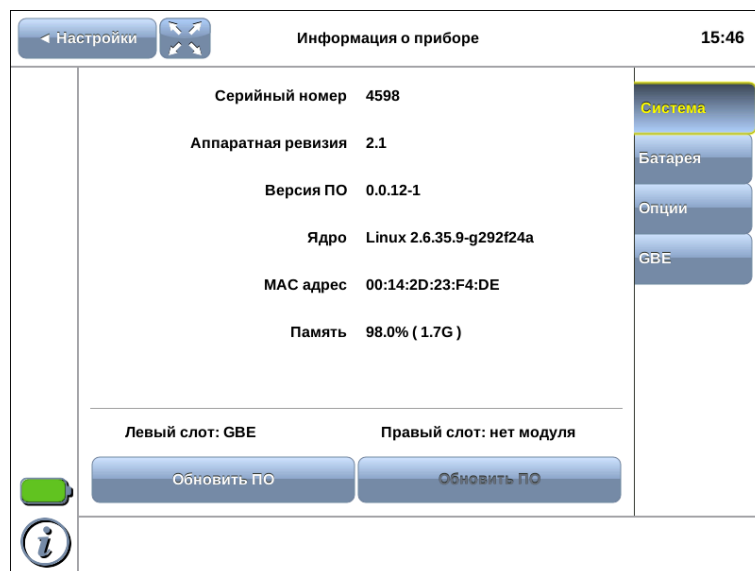 ◄ Настройки
Информация о приборе
15:46
Серийный номер 4598
Аппаратная ревизия 2.1
Версия ПО 0.0.12-1
Ядро Linux 2.6.35.9-g292f24a
MAC адрес 00:14:2D:23:F4:DE
Память 98.0% ( 1.7G )
Система
Батарея
Опции
GBE
Левый слот: GBE
Правый слот: нет модуля
Обновить ПО
Обновить ПО
i